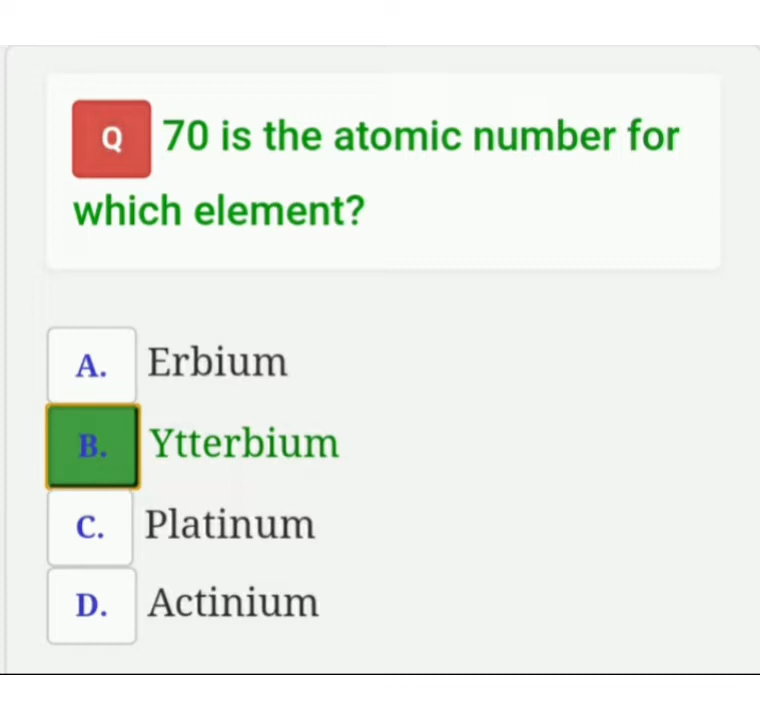 Q 70 is the atomic number for
which element?
A. Erbium
B. Ytterbium
C. Platinum
D. Actinium